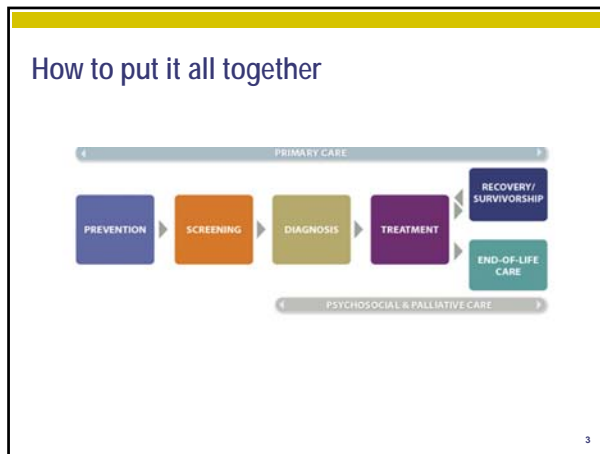 How to put it all together
PRIMARY CARE
PREVENTION
SCREENING
DIAGNOSIS
TREATMENT
RECOVERY/
SURVIVORSHIP
END-OF-LIFE
CARE
PSYCHOSOCIAL & PALLIATIVE CARE
3